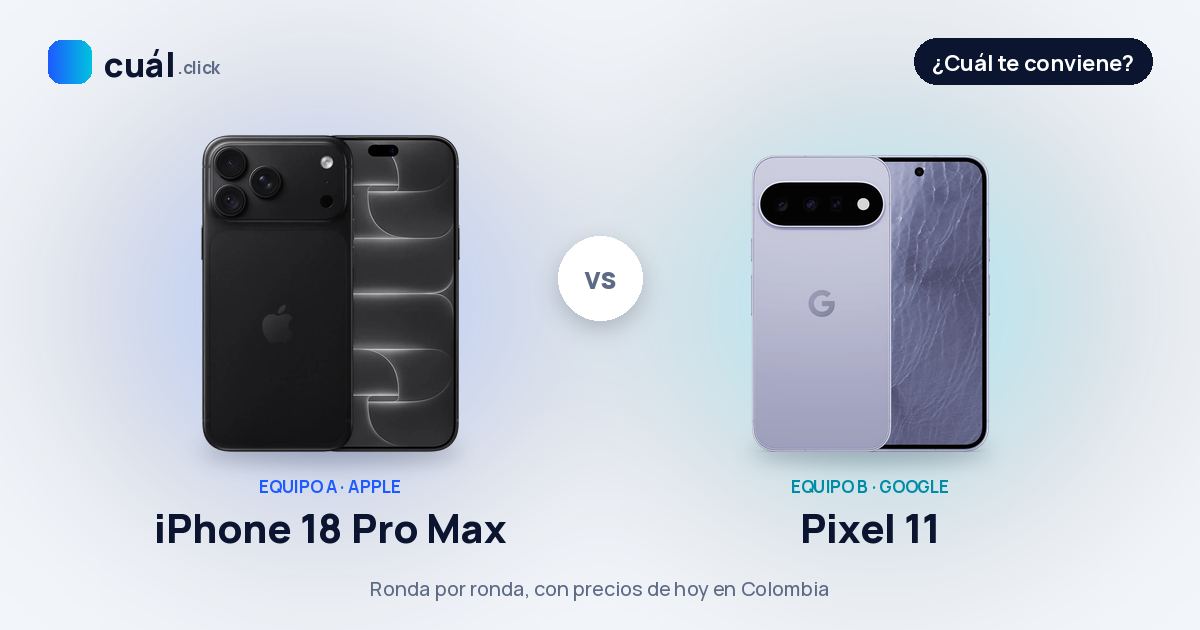 cuál.click
¿Cuál te conviene?
VS
EQUIPO A · APPLE
iPhone 18 Pro Max
EQUIPO B · GOOGLE
Pixel 11
Ronda por ronda, con precios de hoy en Colombia